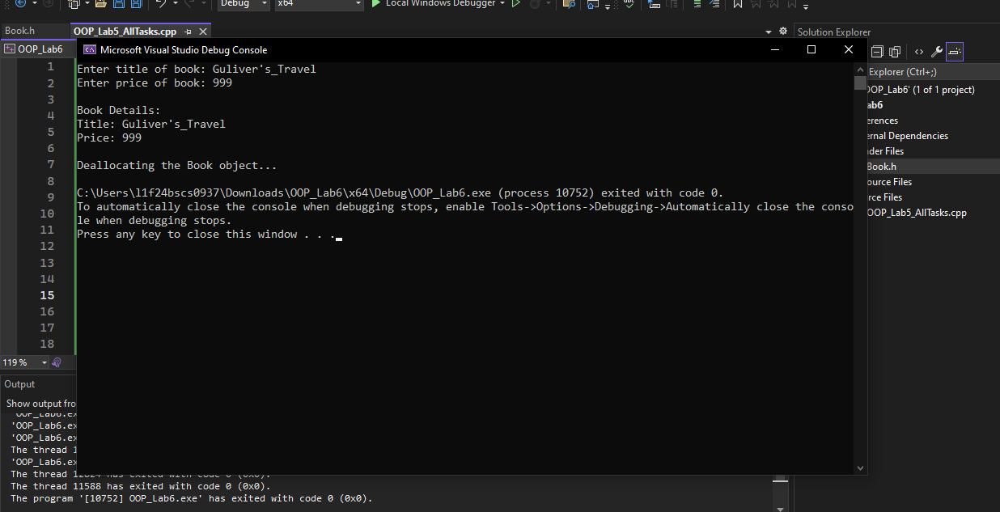 Debug
x64
Local Windows Debugger
Book.h
OOP_Lab5_AllTasks.cpp
Solution Explorer
OOP_Lab6
Microsoft Visual Studio Debug Console
Explorer (Ctrl+;)
1
Enter title of book: Guliver's_Travel
2
Enter price of book: 999
OOP_Lab6' (1 of 1 project)
3
ab6
4
Book Details:
erences
5
Title: Guliver's_Travel
ernal Dependencies
6
Price: 999
der Files
7
Deallocating the Book object...
Book.h
8
ource Files
9
C:\Users\l1f24bscs0937\Downloads\OOP_Lab6\x64\Debug\OOP_Lab6.exe (process 10752) exited with code 0.
rce Files
10
To automatically close the console when debugging stops, enable Tools->Options->Debugging->Automatically close the conso
OOP_Lab5_AllTasks.cpp
11
le when debugging stops.
12
Press any key to close this window . . .
13
14
15
16
17
18
119 %
Output
Show output fro
'OOP_Lab6.ex
'OOP_Lab6.ex
'OOP_Lab6.ex
The thread 1
'OOP_Lab6.ex
The thread 12824 has exited with code 0 (0x0).
The thread 11588 has exited with code 0 (0x0).
The program '[10752] OOP_Lab6.exe' has exited with code 0 (0x0).